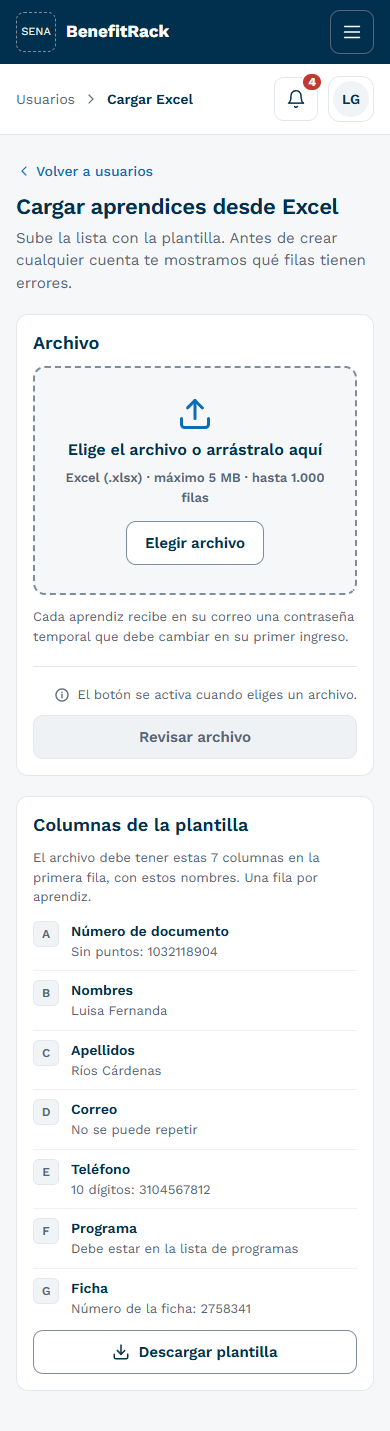 SENA
BenefitRack
Usuarios > Cargar Excel
4
LG
Volver a usuarios
Cargar aprendices desde Excel
Sube la lista con la plantilla. Antes de crear
cualquier cuenta te mostramos qué filas tienen
errores.
Archivo
Elige el archivo o arrástralo aquí
Excel (.xlsx) · máximo 5 MB · hasta 1.000
filas
Elegir archivo
Cada aprendiz recibe en su correo una contraseña
temporal que debe cambiar en su primer ingreso.
El botón se activa cuando eliges un archivo.
Revisar archivo
Columnas de la plantilla
El archivo debe tener estas 7 columnas en la
primera fila, con estos nombres. Una fila por
aprendiz.
A
Número de documento
Sin puntos: 1032118904
B
Nombres
Luisa Fernanda
C
Apellidos
Ríos Cárdenas
D
Correo
No se puede repetir
E
Teléfono
10 dígitos: 3104567812
F
Programa
Debe estar en la lista de programas
G
Ficha
Número de la ficha: 2758341
Descargar plantilla